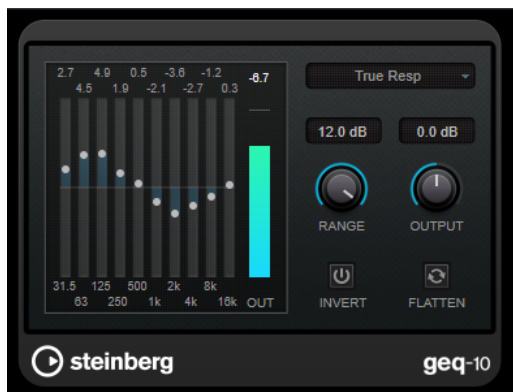 2.7 4.9 0.5 -3.6 -1.2
4.5 1.9 -2.1 -2.7 0.3
-6.7
True Resp
12.0 dB 0.0 dB
RANGE OUTPUT
31.5 125 500 2k 8k
63 250 1k 4k 16k OUT
INVERT FLATTEN
steinberg geq-10